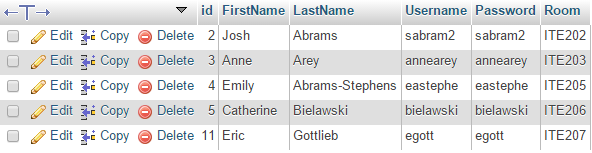 id FirstName LastName Username Password Room
Edit Copy Delete 2 Josh Abrams sabram2 sabram2 ITE202
Edit Copy Delete 3 Anne Arey annearey annearey ITE203
Edit Copy Delete 4 Emily Abrams-Stephens eastephe eastephe ITE205
Edit Copy Delete 5 Catherine Bielawski bielawski bielawski ITE206
Edit Copy Delete 11 Eric Gottlieb egott egott ITE207